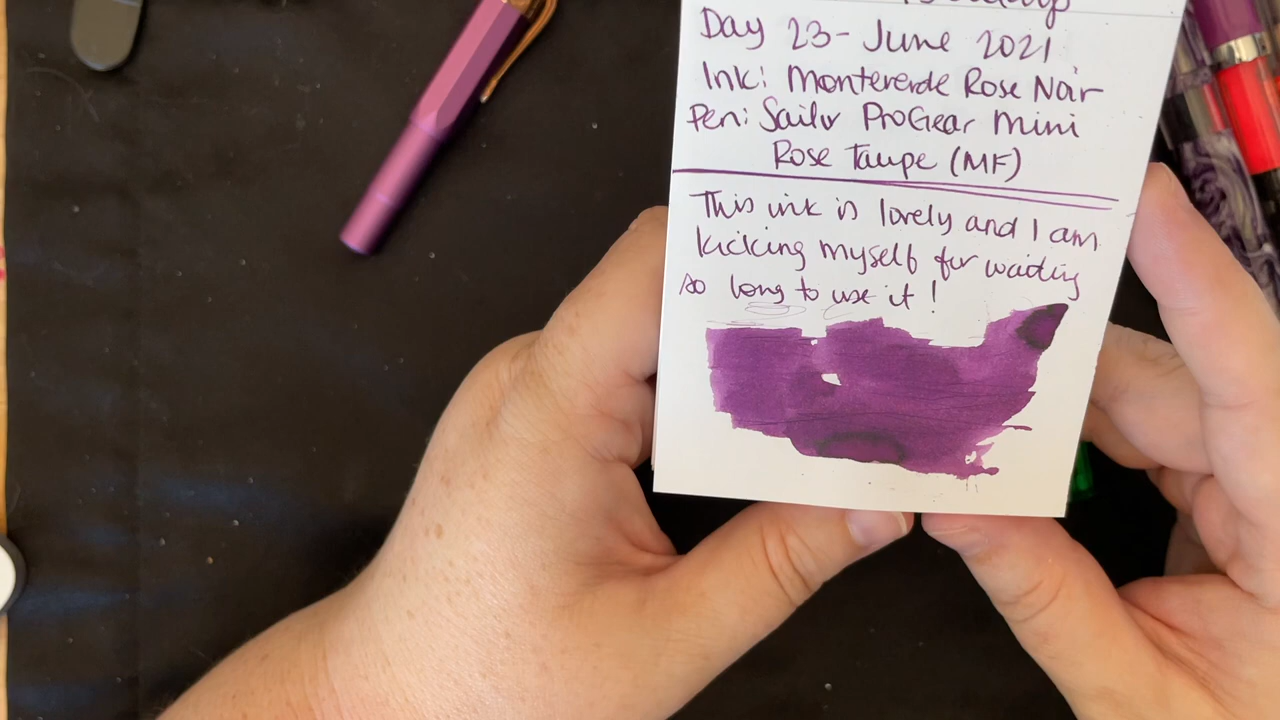 Day 23 - June 2021
Ink: Monteverde Rose Noir
Pen: Sailor ProGear Mini
Rose Taupe (MF)
This ink is lovely and I am
kicking myself for waiting
so long to use it!